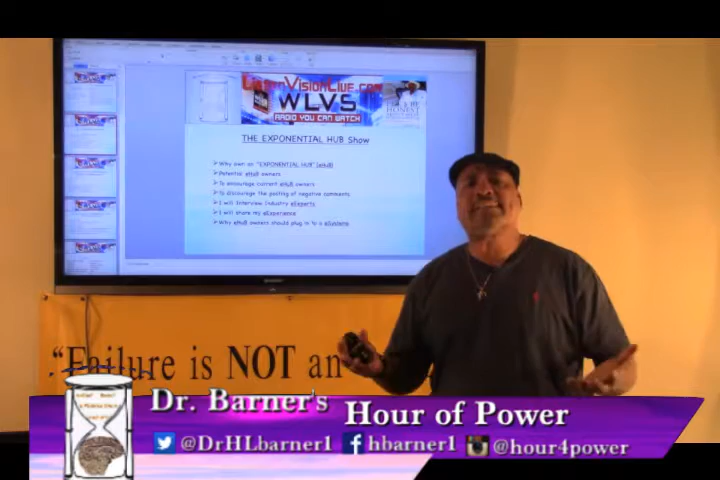 LearnVisionLive.com
WLVS
RADIO YOU CAN WATCH
THE EXPONENTIAL HUB Show
Why own an "EXPONENTIAL HUB" (eHuB)
Potential eHuB owners
To encourage current eHuB owners
To discourage the posting of negative comments
I will Interview Industry eExperts
I will share my eExperience
Why eHuB owners should plug in to a eSystems
"Failure is NOT an
Dr. Barner's Hour of Power
@DrHLbarner1 hbarner1 @hour4power